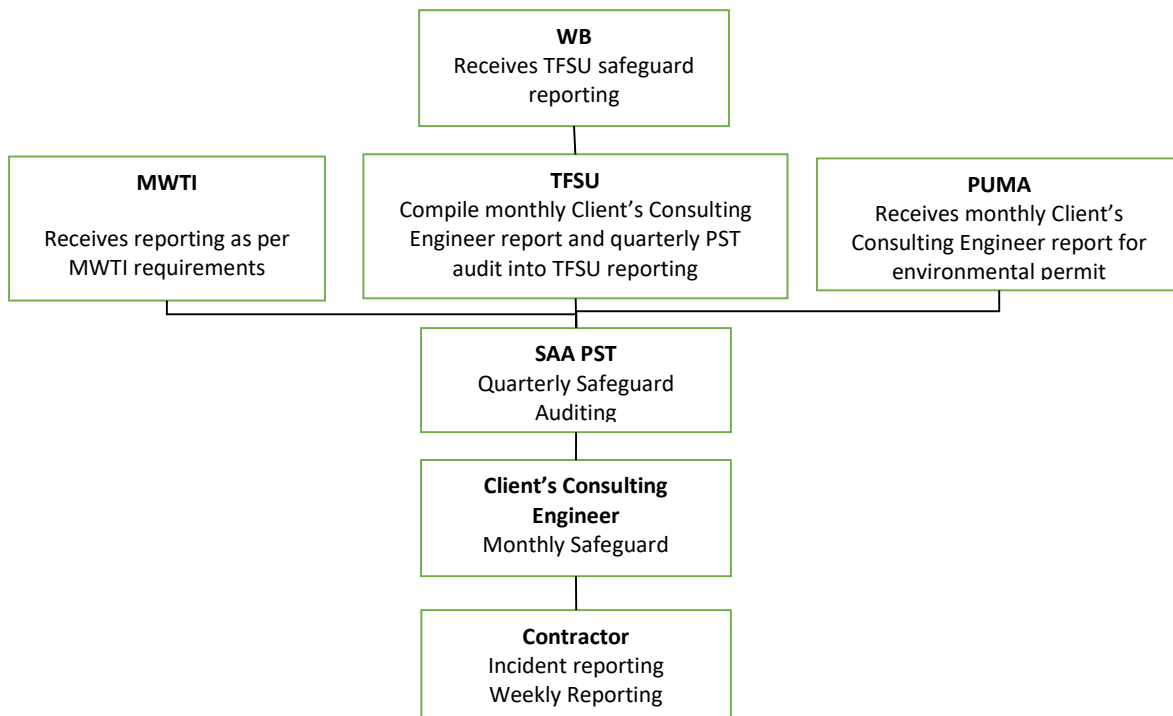 WB
Receives TFSU safeguard
reporting
MWTI
Receives reporting as per
MWTI requirements
TFSU
Compile monthly Client’s Consulting
Engineer report and quarterly PST
audit into TFSU reporting
PUMA
Receives monthly Client’s
Consulting Engineer report for
environmental permit
SAA PST
Quarterly Safeguard
Auditing
Client’s Consulting
Engineer
Monthly Safeguard
Contractor
Incident reporting
Weekly Reporting